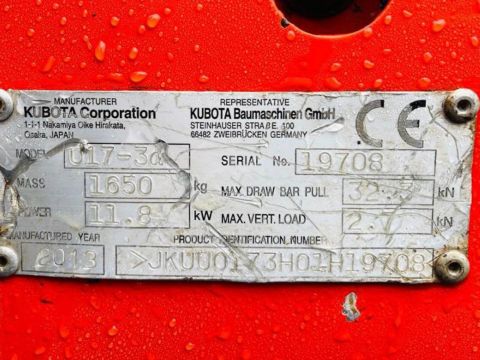 MANUFACTURER
KUBOTA Corporation
1-1-1 Nakamiya Oike Hirakata,
Osaka, JAPAN
REPRESENTATIVE
KUBOTA Baumaschinen GmbH
STEINHAUSER STRAßE 100
66482 ZWEIBRÜCKEN GERMANY
CE
MODEL U17-3α
SERIAL No. 19708
MASS 1650 kg
MAX. DRAW BAR PULL kN
POWER 11.8 kW
MAX. VERT. LOAD kN
MANUFACTURED YEAR
2013
PRODUCT IDENTIFICATION NUMBER